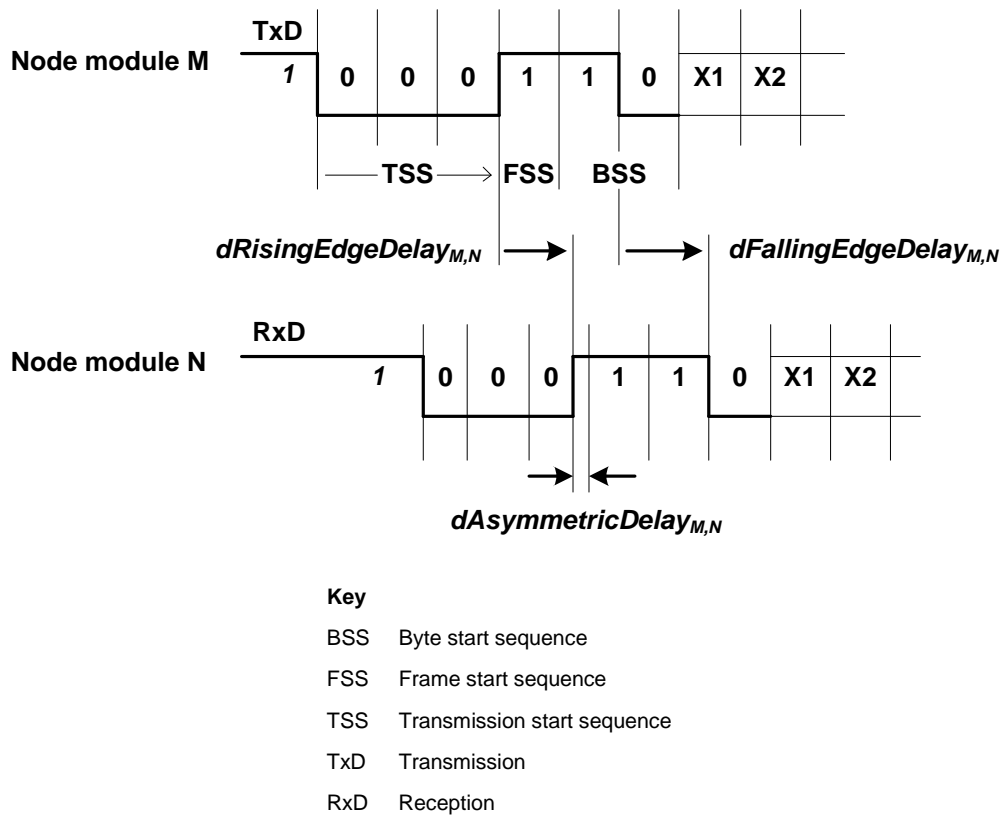 TxD
Node module M
1 0 0 0 1 1 0 X1 X2
TSS FSS BSS
dRisingEdgeDelayM,N dFallingEdgeDelayM,N
RxD
Node module N
1 0 0 0 1 1 0 X1 X2
dAsymmetricDelayM,N
Key
BSS Byte start sequence
FSS Frame start sequence
TSS Transmission start sequence
TxD Transmission
RxD Reception